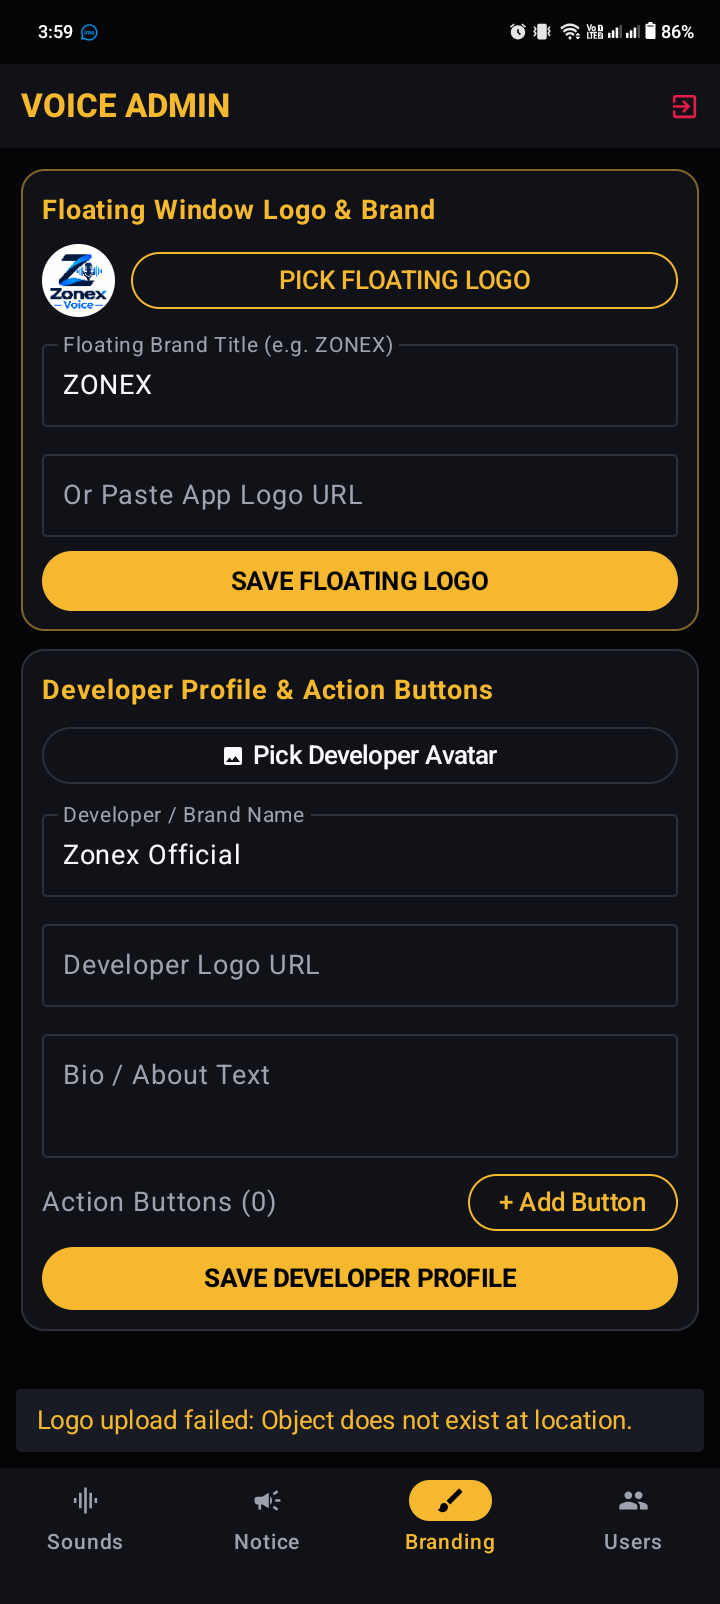 3:59
86%
VOICE ADMIN
Floating Window Logo & Brand
Zonex
Voice
PICK FLOATING LOGO
Floating Brand Title (e.g. ZONEX)
ZONEX
Or Paste App Logo URL
SAVE FLOATING LOGO
Developer Profile & Action Buttons
Pick Developer Avatar
Developer / Brand Name
Zonex Official
Developer Logo URL
Bio / About Text
Action Buttons (0)
+ Add Button
SAVE DEVELOPER PROFILE
Logo upload failed: Object does not exist at location.
Sounds
Notice
Branding
Users